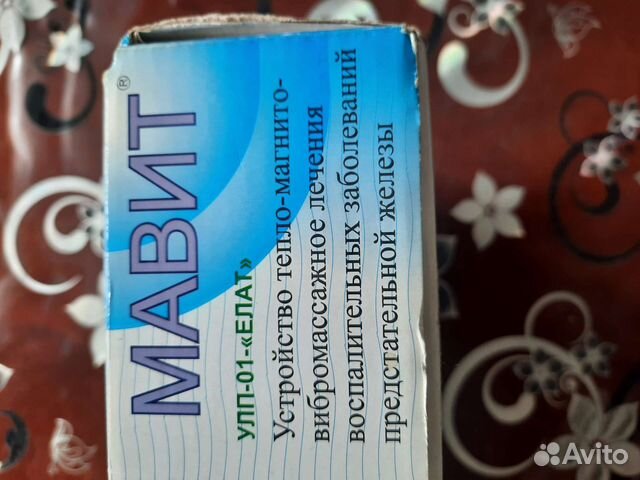 МАВИТ®
УЛП-01-«ЕЛАТ»
Устройство тепло-магнито-
вибромассажное лечения
воспалительных заболеваний
предстательной железы
Avito